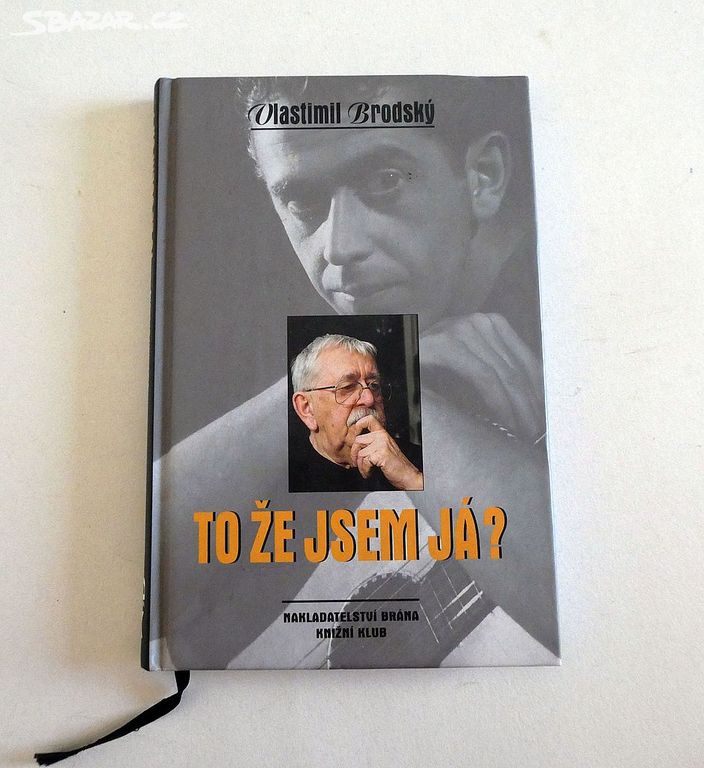 SBAZAR.CZ
Vlastimil Brodský
TO ŽE JSEM JÁ?
NAKLADATELSTVÍ BRÁNA
KNIŽNÍ KLUB